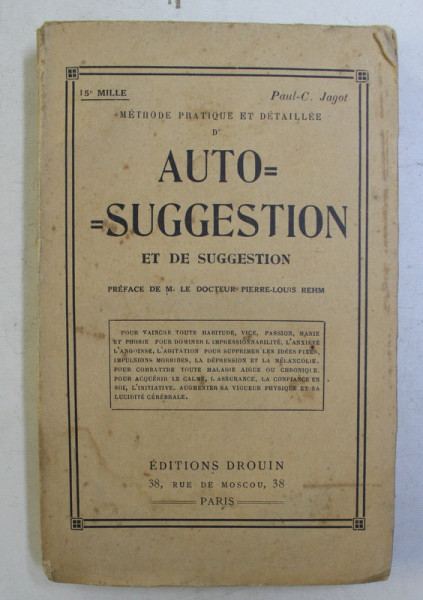 15e MILLE
Paul-C. Jagot
MÉTHODE PRATIQUE ET DÉTAILLÉE
D'
AUTO=
=SUGGESTION
ET DE SUGGESTION
PRÉFACE DE M. LE DOCTEUR PIERRE-LOUIS REHM
POUR VAINCRE TOUTE HABITUDE, VICE, PASSION, MANIE
ET PHOBIE POUR DOMINER L'IMPRESSIONNABILITÉ, L'ANXIÉTÉ
L'ANGOISSE, L'AGITATION POUR SUPPRIMER LES IDÉES FIXES,
IMPULSIONS MORBIDES, LA DÉPRESSION ET LA MÉLANCOLIE.
POUR COMBATTRE TOUTE MALADIE AIGUE OU CHRONIQUE.
POUR ACQUÉRIR LE CALME, L'ASSURANCE, LA CONFIANCE EN
SOI, L'INITIATIVE. AUGMENTER SA VIGUEUR PHYSIQUE ET SA
LUCIDITÉ CÉRÉBRALE.
ÉDITIONS DROUIN
38, RUE DE MOSCOU, 38
PARIS